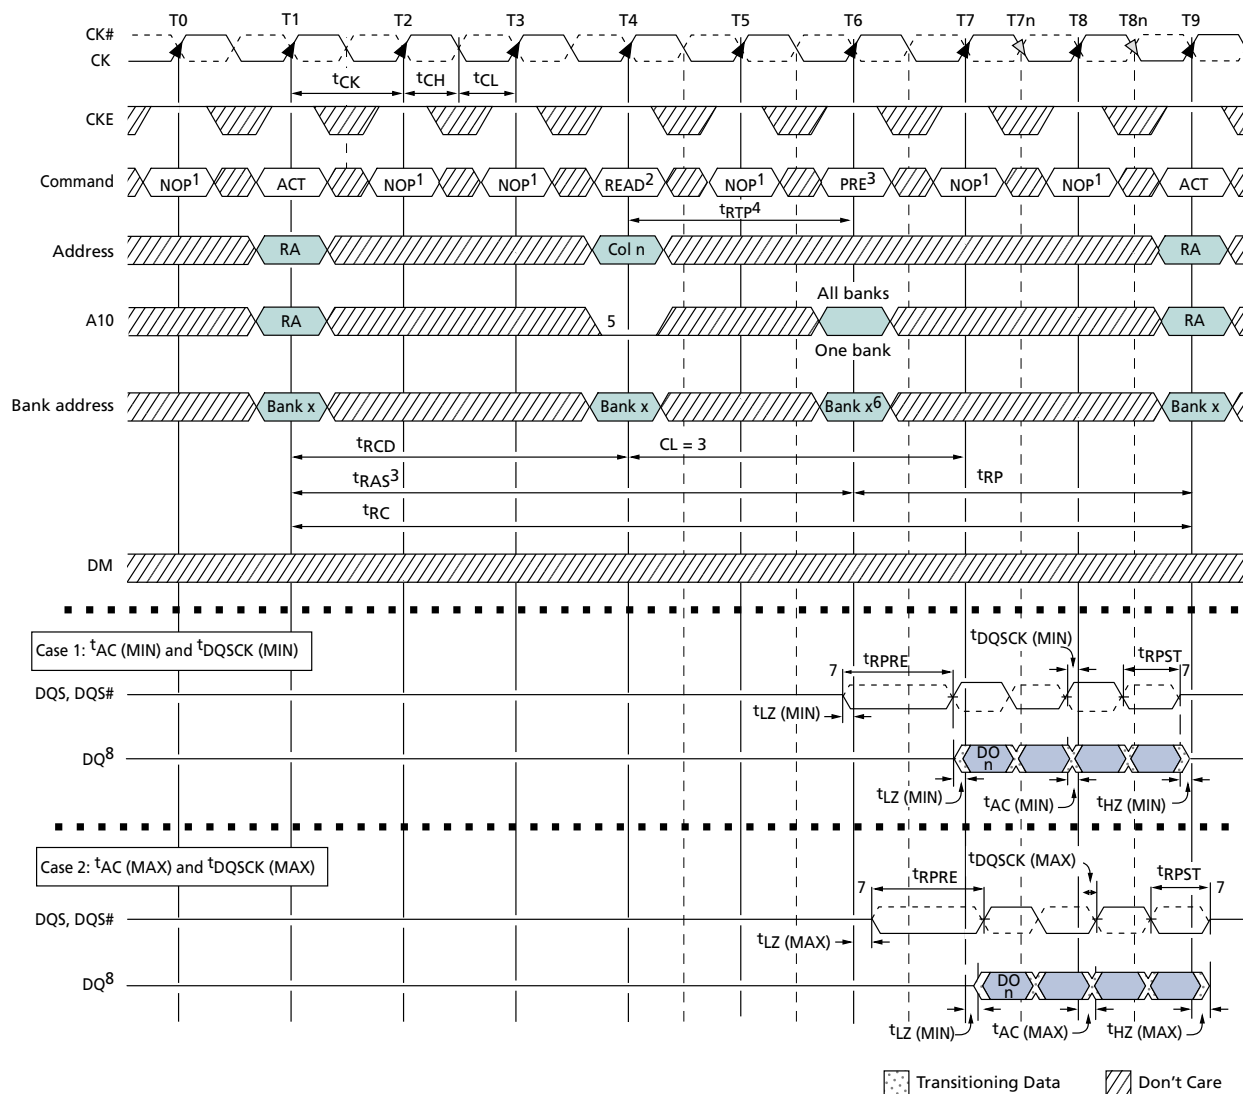 T0 T1 T2 T3 T4 T5 T6 T7 T7n T8 T8n T9
CK#
CK
tCK tCH tCL
CKE
Command NOP1 ACT NOP1 NOP1 READ2 NOP1 PRE3 NOP1 NOP1 ACT
tRTP4
Address RA Col n RA
All banks
A10 RA 5 RA
One bank
Bank address Bank x Bank x Bank x6 Bank x
tRCD CL = 3
tRAS3 tRP
tRC
DM
Case 1: tAC (MIN) and tDQSCK (MIN)
tDQSCK (MIN)
7 tRPRE tRPST 7
DQS, DQS#
tLZ (MIN)
DQ8 DO n
tLZ (MIN) tAC (MIN) tHZ (MIN)
Case 2: tAC (MAX) and tDQSCK (MAX)
tDQSCK (MAX)
7 tRPRE tRPST 7
DQS, DQS#
tLZ (MAX)
DQ8 DO n
tLZ (MIN) tAC (MAX) tHZ (MAX)
Transitioning Data Don't Care